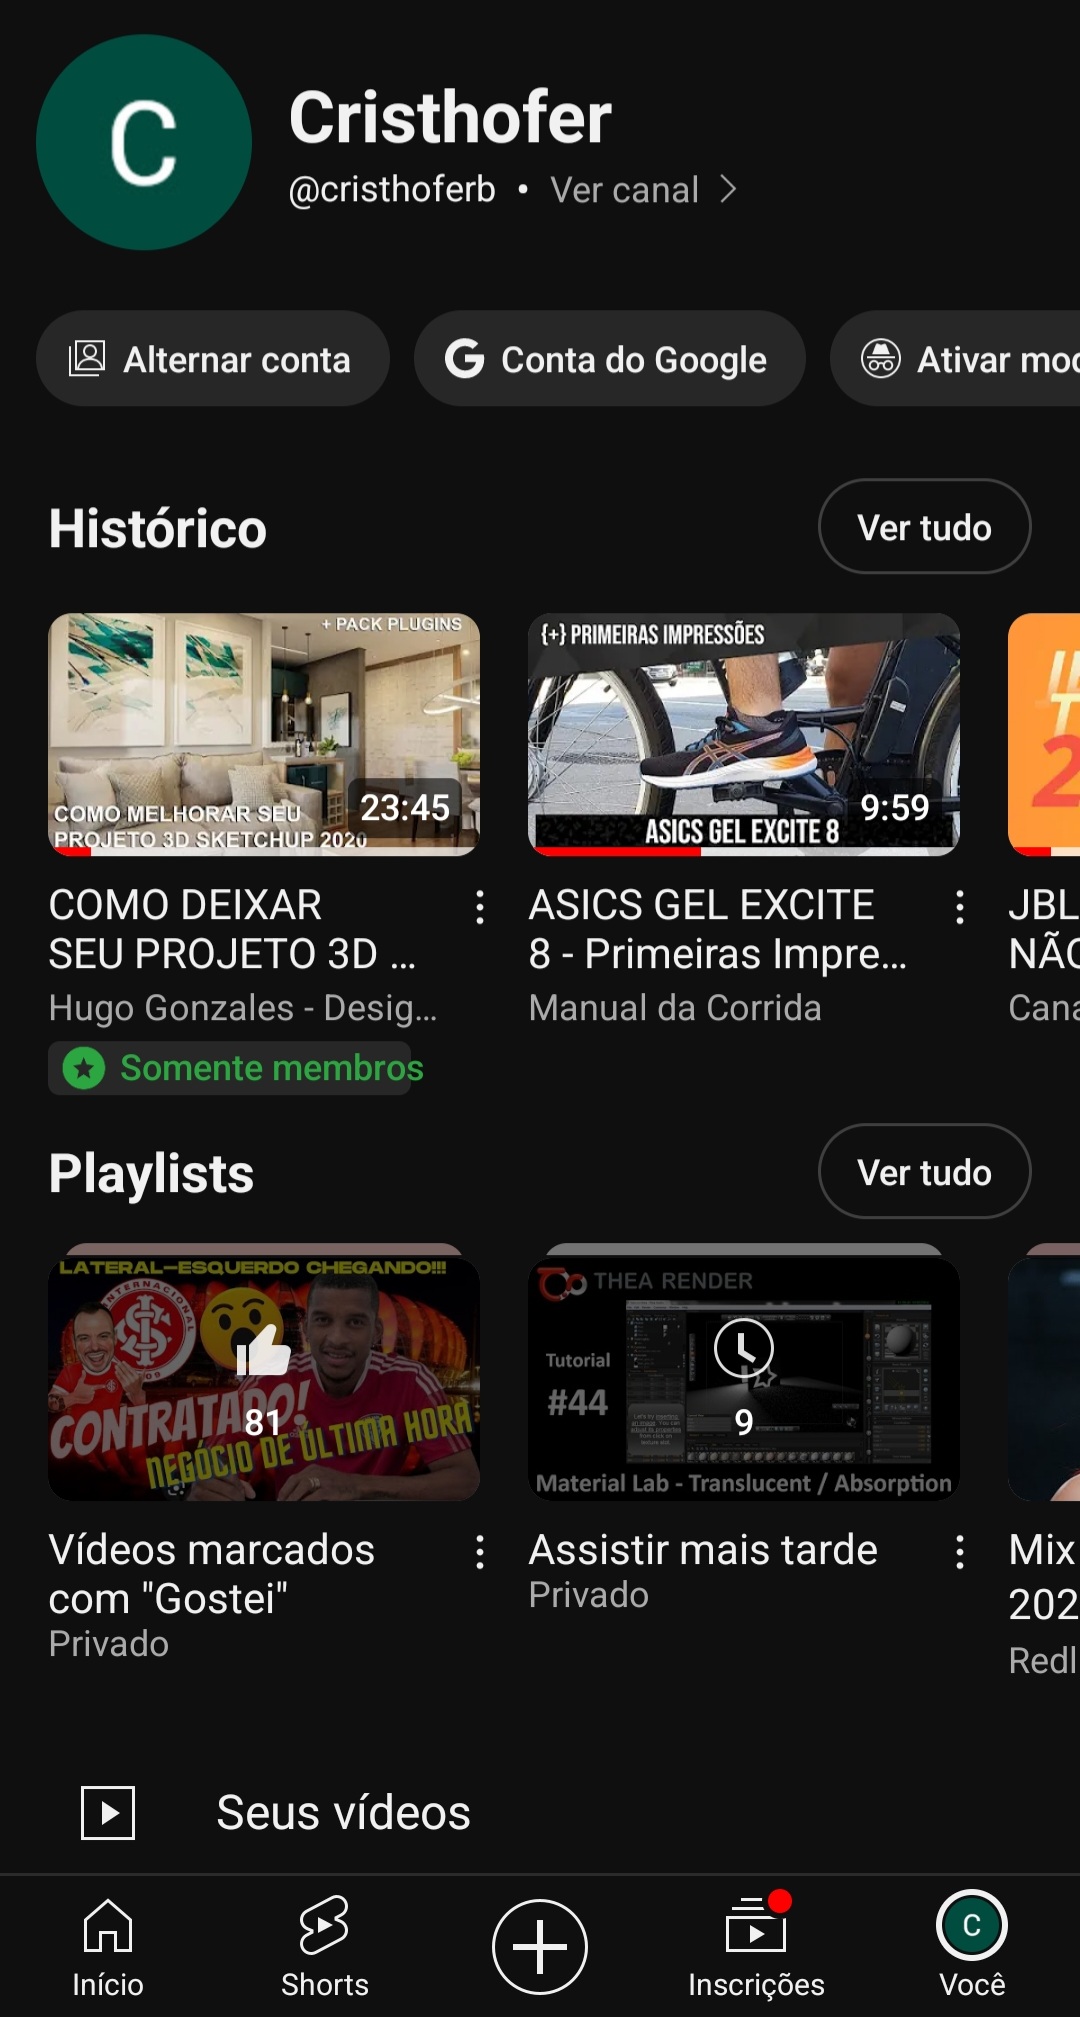 C
Cristhofer
@cristhoferb • Ver canal
Alternar conta
Conta do Google
Ativar mod
Histórico
Ver tudo
+ PACK PLUGINS
COMO MELHORAR SEU
PROJETO 3D SKETCHUP 2020
23:45
COMO DEIXAR
SEU PROJETO 3D ...
Hugo Gonzales - Desig...
Somente membros
{+} PRIMEIRAS IMPRESSÕES
ASICS GEL EXCITE 8
9:59
ASICS GEL EXCITE
8 - Primeiras Impre...
Manual da Corrida
2
JBL
NÃO
Cana
Playlists
Ver tudo
LATERAL-ESQUERDO CHEGANDO!!!
INTERNACIONAL
CONTRATADO!
NEGÓCIO DE ÚLTIMA HORA
81
Vídeos marcados
com "Gostei"
Privado
THEA RENDER
Tutorial
#44
9
Material Lab - Translucent / Absorption
Assistir mais tarde
Privado
Mix
202
Redl
Seus vídeos
Início
Shorts
Inscrições
C
Você